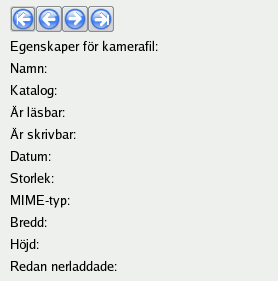 Egenskaper för kamerafil:
Namn:
Katalog:
Är läsbar:
Är skrivbar:
Datum:
Storlek:
MIME-typ:
Bredd:
Höjd:
Redan nerladdade: